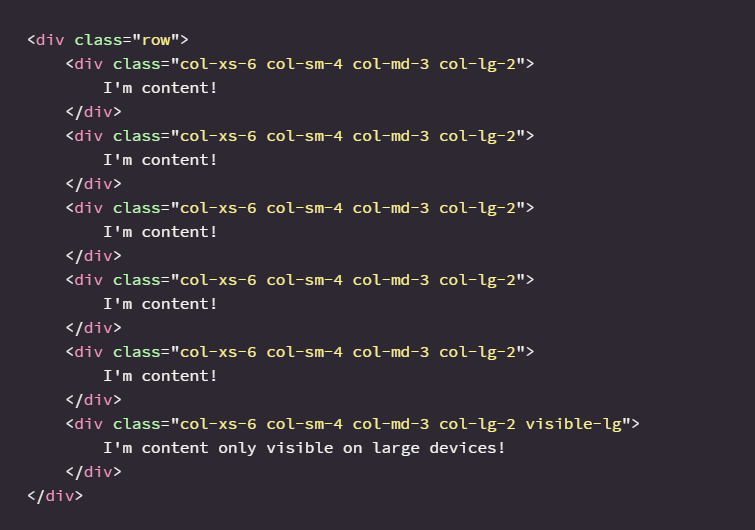 <div class="row">
    <div class="col-xs-6 col-sm-4 col-md-3 col-lg-2">
        I'm content!
    </div>
    <div class="col-xs-6 col-sm-4 col-md-3 col-lg-2">
        I'm content!
    </div>
    <div class="col-xs-6 col-sm-4 col-md-3 col-lg-2">
        I'm content!
    </div>
    <div class="col-xs-6 col-sm-4 col-md-3 col-lg-2">
        I'm content!
    </div>
    <div class="col-xs-6 col-sm-4 col-md-3 col-lg-2">
        I'm content!
    </div>
    <div class="col-xs-6 col-sm-4 col-md-3 col-lg-2 visible-lg">
        I'm content only visible on large devices!
    </div>
</div>